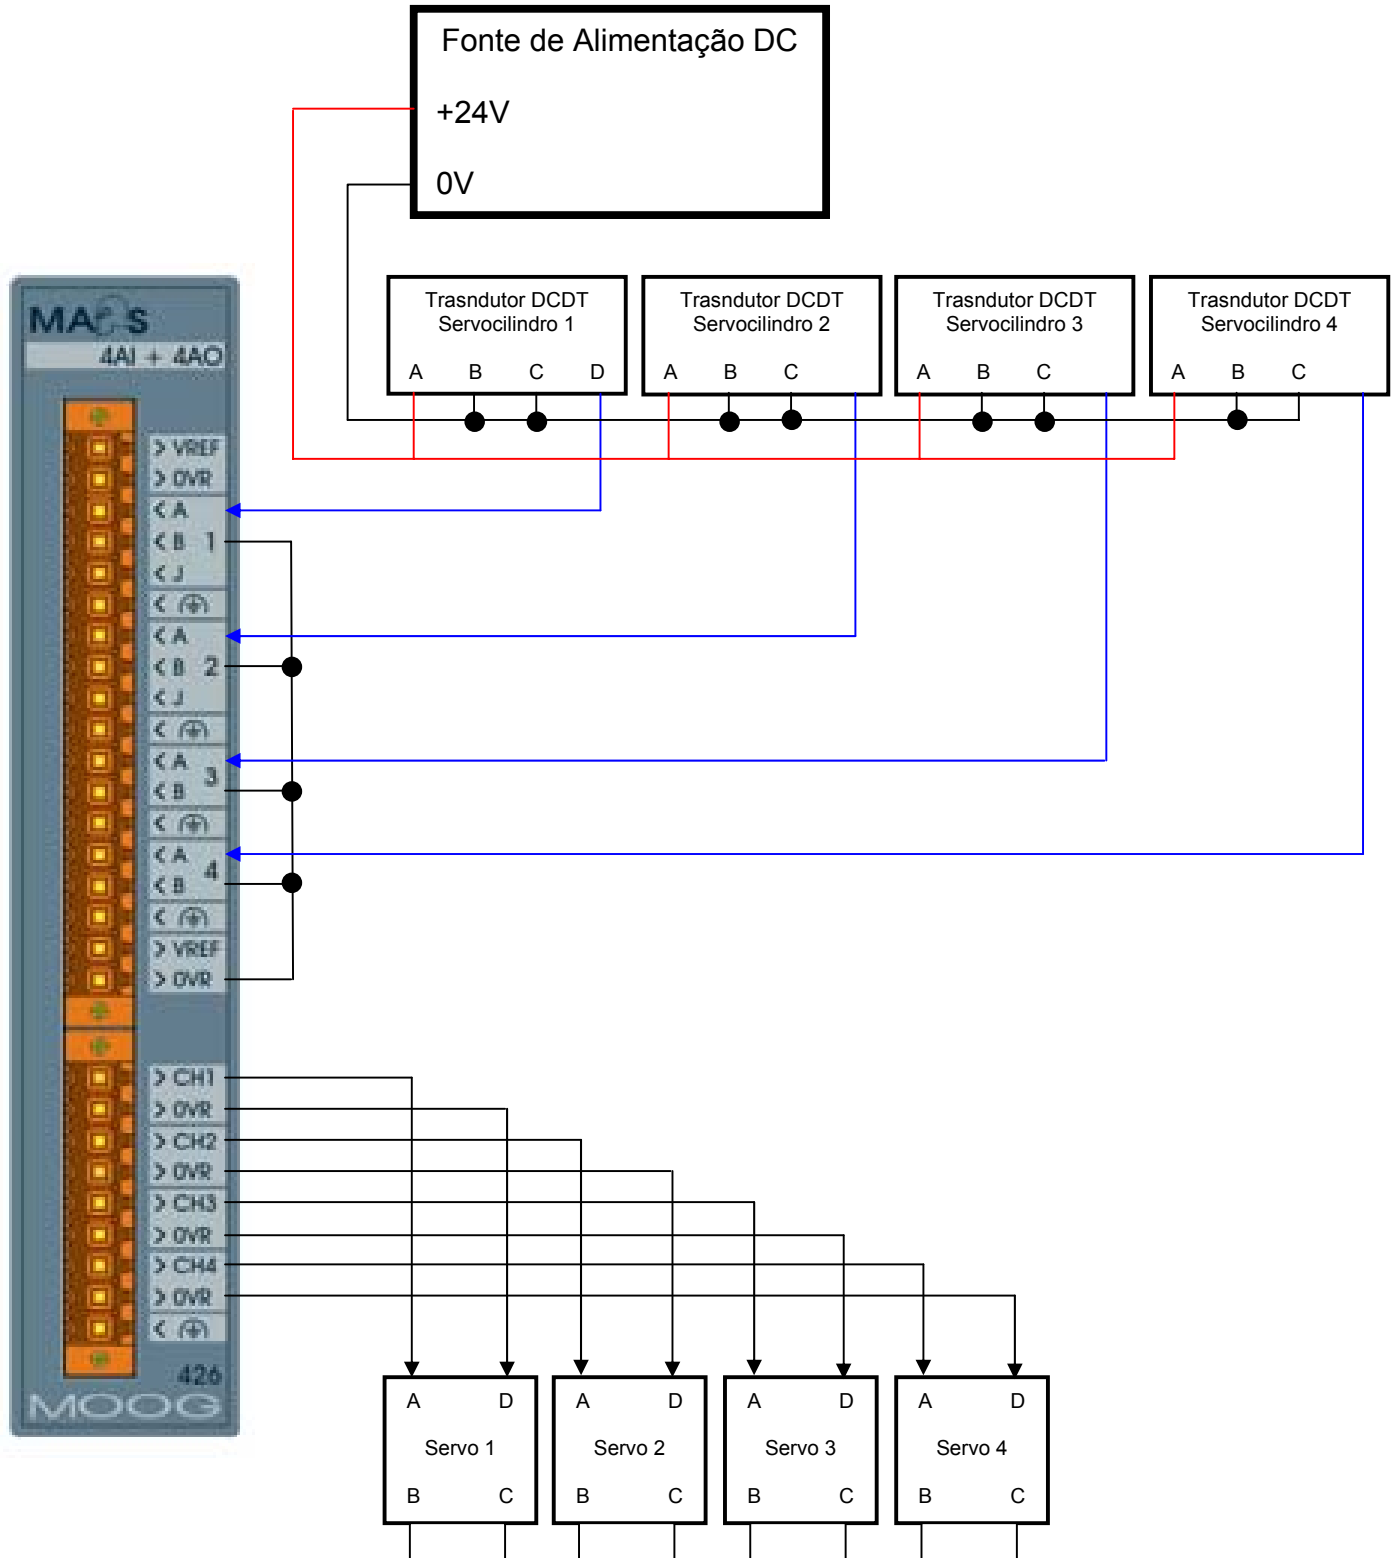 Fonte de Alimentação DC
+24V
0V
Trasndutor DCDT
Servocilindro 1
A B C D
Trasndutor DCDT
Servocilindro 2
A B C
Trasndutor DCDT
Servocilindro 3
A B C
Trasndutor DCDT
Servocilindro 4
A B C
4AI + 4AO
> VREF
> 0VR
< A
< B 1
< J
<
< A
< B 2
< J
<
< A
3
< B
<
< A
4
< B
<
> VREF
> 0VR
> CH1
> 0VR
> CH2
> 0VR
> CH3
> 0VR
> CH4
> 0VR
<
426
MOOG
A D
Servo 1
B C
A D
Servo 2
B C
A D
Servo 3
B C
A D
Servo 4
B C